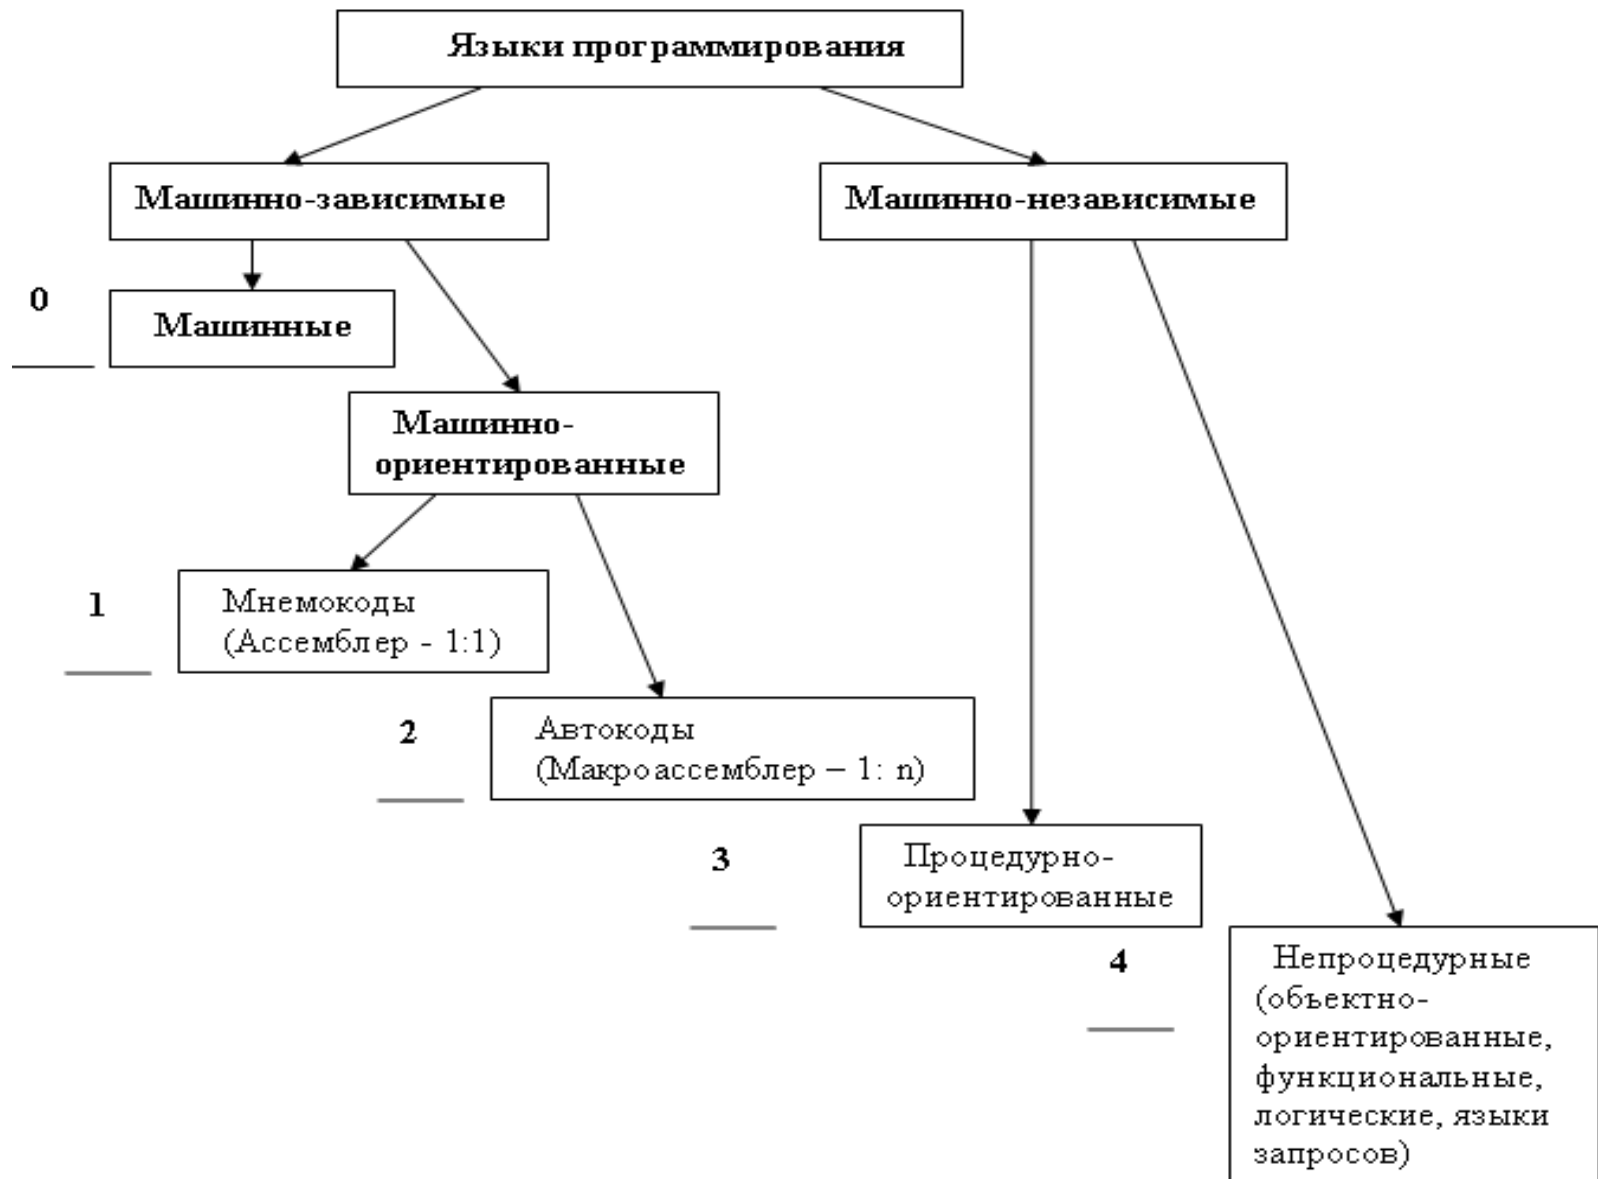 Языки программирования
Машинно-зависимые
Машинно-независимые
0
Машинные
Машинно-
ориентированные
1
Мнемокоды
(Ассемблер - 1:1)
2
Автокоды
(Макроассемблер – 1: n)
3
Процедурно-
ориентированные
4
Непроцедурные
(объектно-
ориентированные,
функциональные,
логические, языки
запросов)